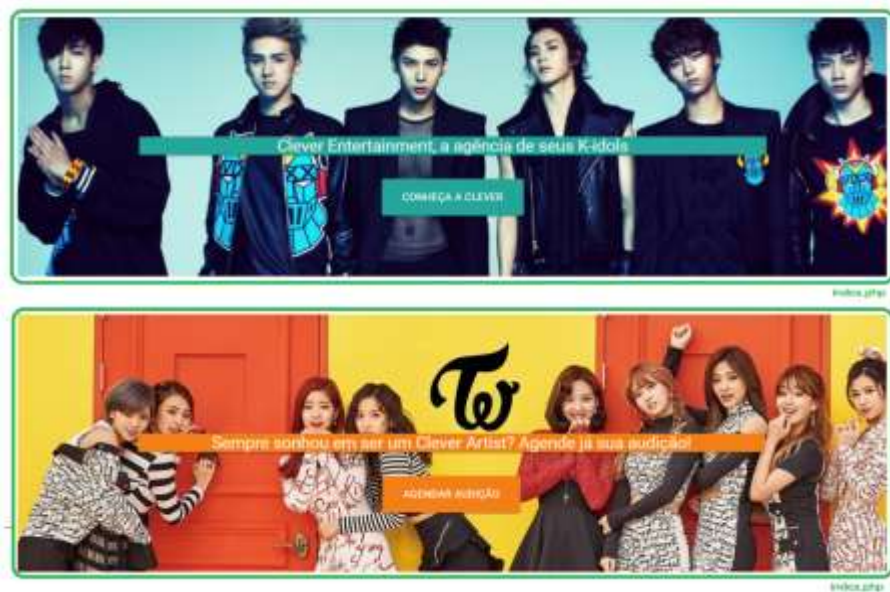 Clever Entertainment, a agência de seus K-idols
CONHEÇA A CLEVER
index.php
Tw
Sempre sonhou em ser um Clever Artist? Agende já sua audição!
AGENDAR AUDIÇÃO
index.php